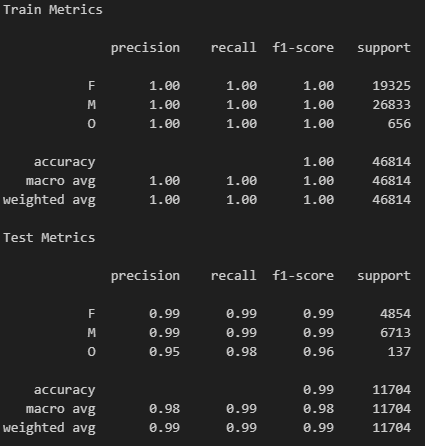 Train Metrics
precision recall f1-score support
F 1.00 1.00 1.00 19325
M 1.00 1.00 1.00 26833
O 1.00 1.00 1.00 656
accuracy 1.00 46814
macro avg 1.00 1.00 1.00 46814
weighted avg 1.00 1.00 1.00 46814
Test Metrics
precision recall f1-score support
F 0.99 0.99 0.99 4854
M 0.99 0.99 0.99 6713
O 0.95 0.98 0.96 137
accuracy 0.99 11704
macro avg 0.98 0.99 0.98 11704
weighted avg 0.99 0.99 0.99 11704